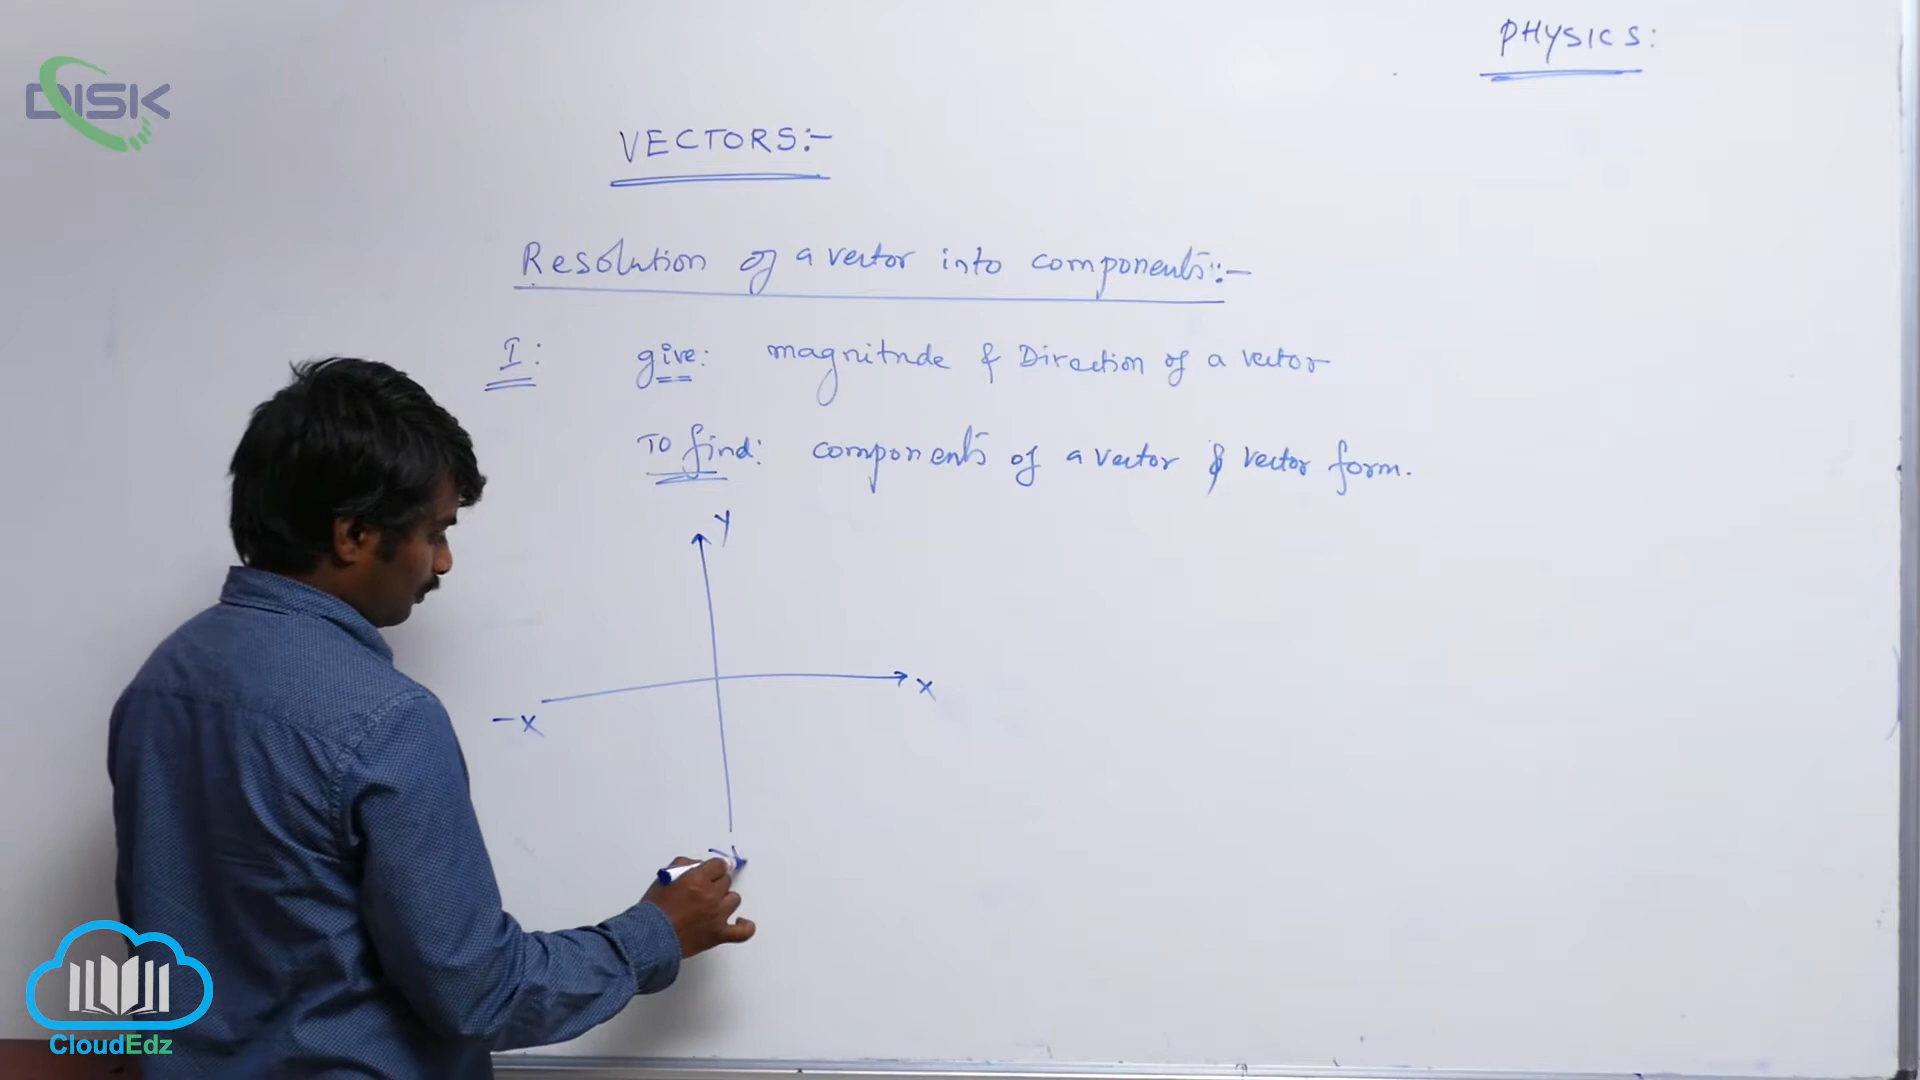 PHYSICS:
DISK
VECTORS:-
Resolution of a vector into components:-
I: give: magnitude & Direction of a vector
To find: components of a vector & vector form.
y
x
-x
CloudEdz